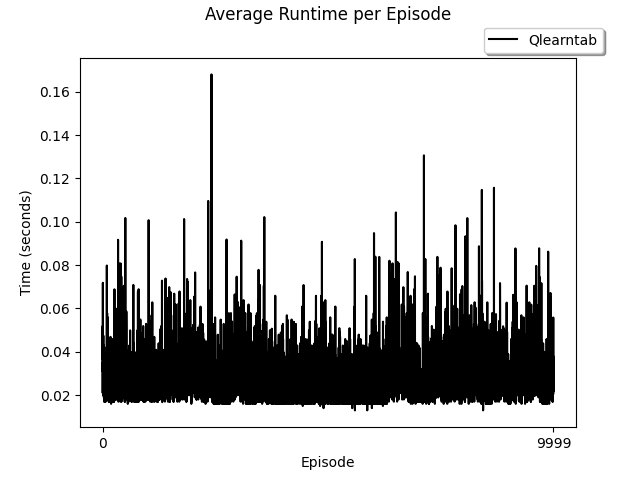 Average Runtime per Episode
Qlearntab
0.16
0.14
0.12
0.10
0.08
0.06
0.04
0.02
Time (seconds)
0 9999
Episode